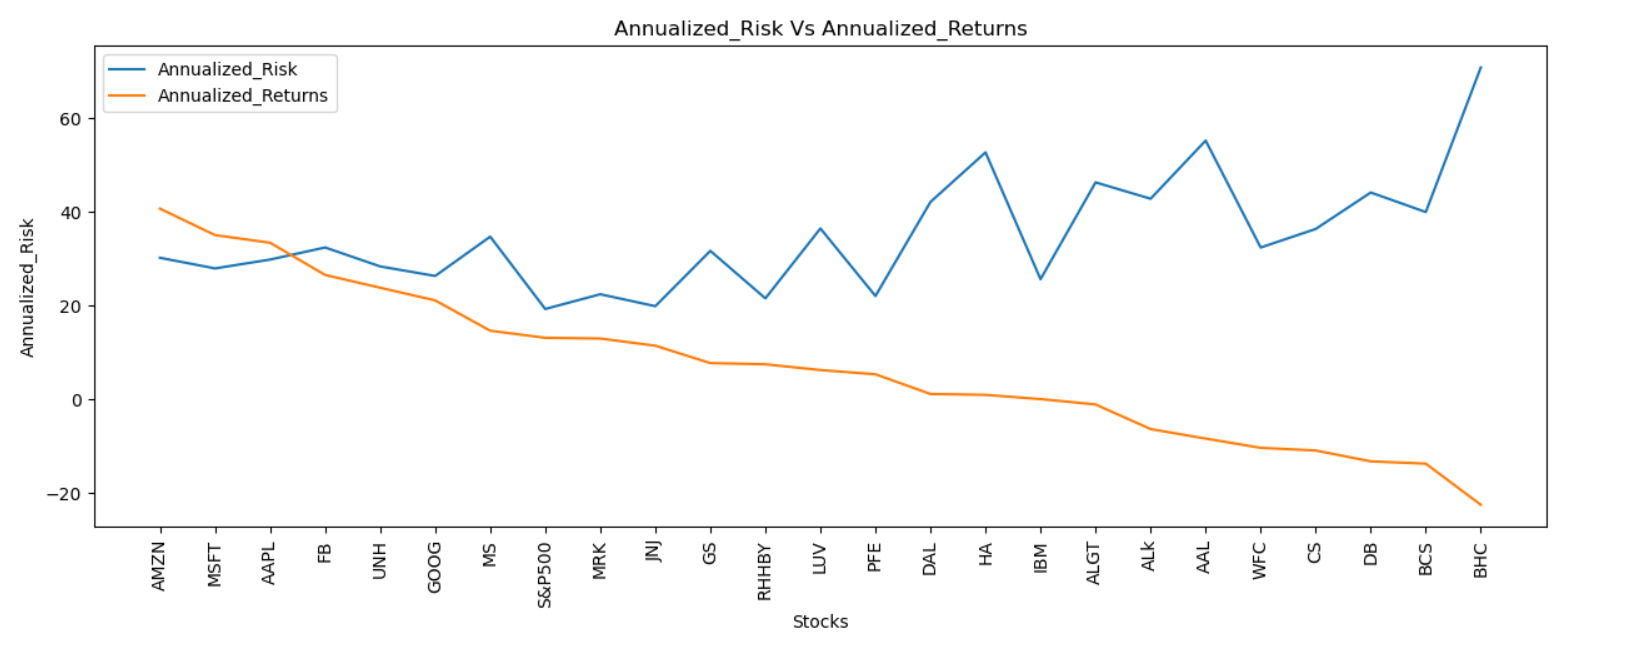 Annualized_Risk Vs Annualized_Returns
Annualized_Risk
Annualized_Returns
Annualized_Risk
60
40
20
0
−20
AMZN
MSFT
AAPL
FB
UNH
GOOG
MS
S&P500
MRK
JNJ
GS
RHHBY
LUV
PFE
DAL
HA
IBM
ALGT
ALk
AAL
WFC
CS
DB
BCS
BHC
Stocks